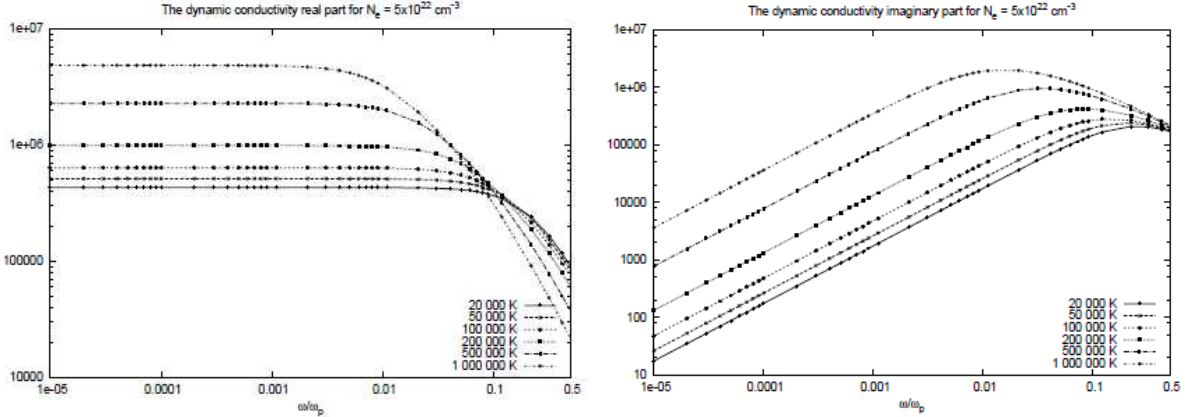 The dynamic conductivity real part for Nₑ = 5x10²² cm⁻³
1e+07
1e+06
100000
10000
1e-05
0.0001
0.001
0.01
0.1
0.5
ω/ωₚ
20 000 K
50 000 K
100 000 K
200 000 K
500 000 K
1 000 000 K
The dynamic conductivity imaginary part for Nₑ = 5x10²² cm⁻³
1e+07
1e+06
100000
10000
1000
100
10
1e-05
0.0001
0.001
0.01
0.1
0.5
ω/ωₚ
20 000 K
50 000 K
100 000 K
200 000 K
500 000 K
1 000 000 K